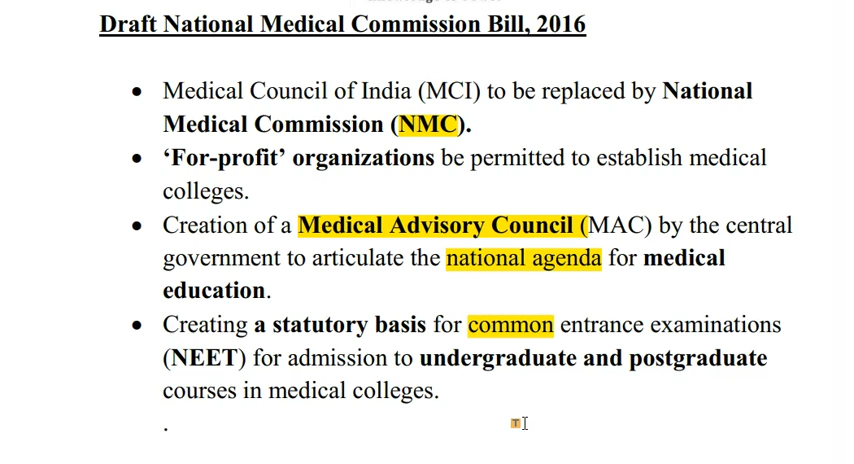 Draft National Medical Commission Bill, 2016
• Medical Council of India (MCI) to be replaced by National
Medical Commission (NMC).
• ‘For-profit’ organizations be permitted to establish medical
colleges.
• Creation of a Medical Advisory Council (MAC) by the central
government to articulate the national agenda for medical
education.
• Creating a statutory basis for common entrance examinations
(NEET) for admission to undergraduate and postgraduate
courses in medical colleges.
.